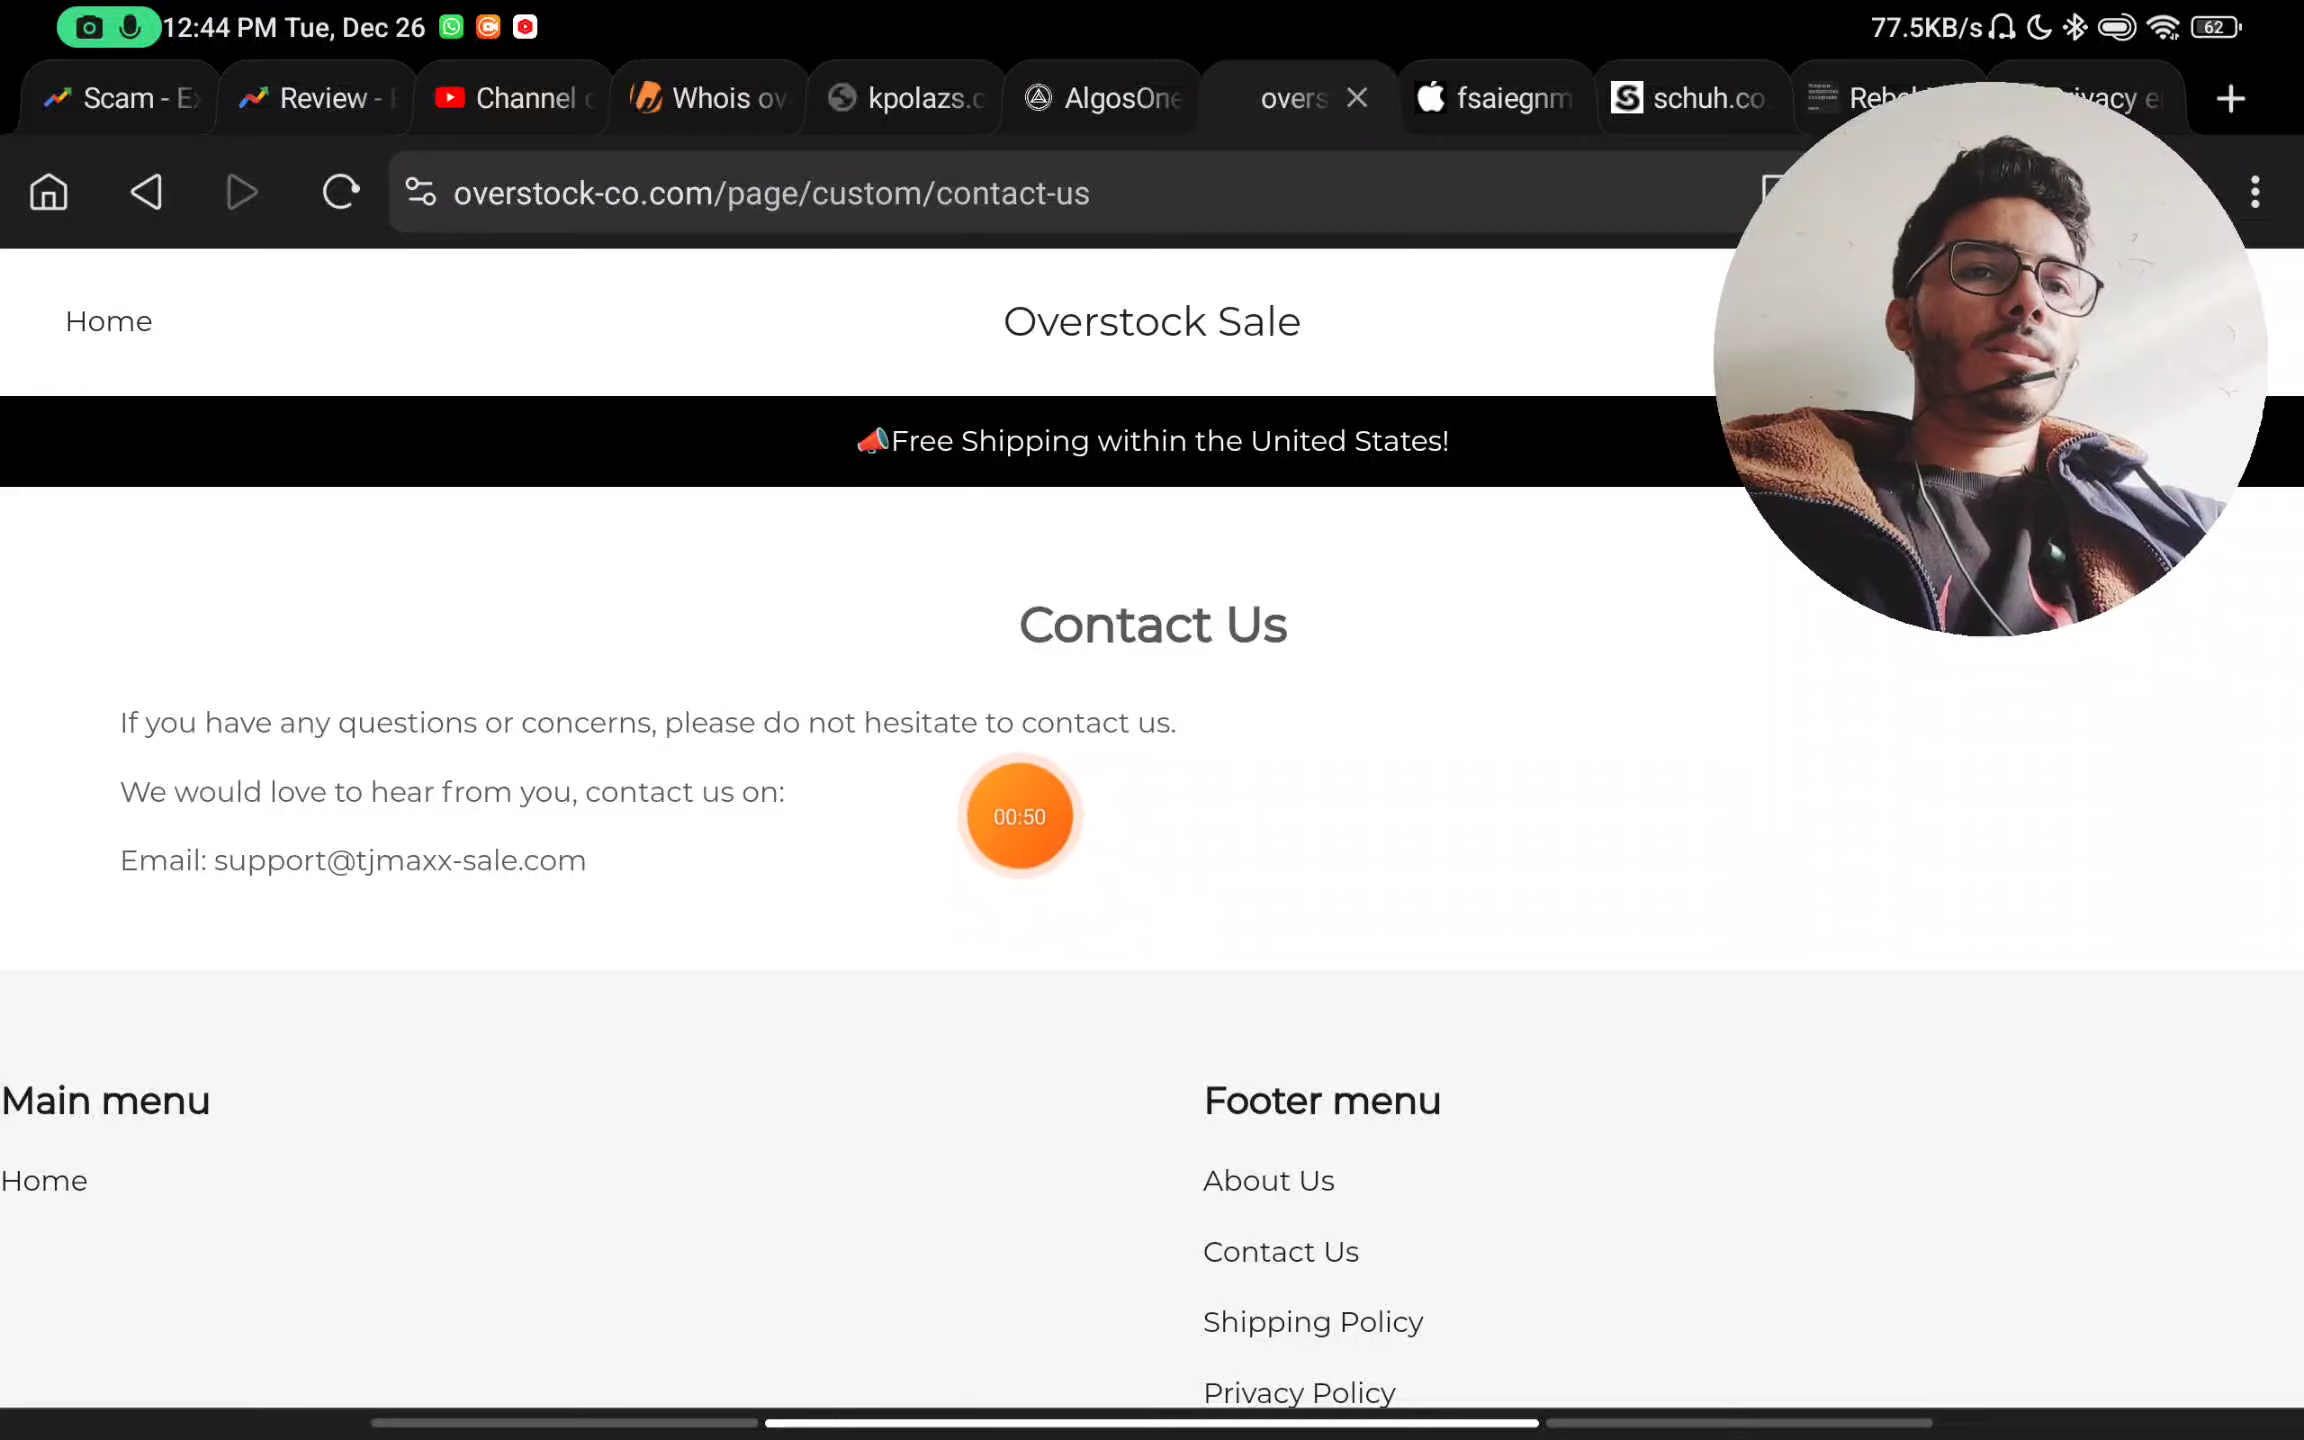 12:44 PM Tue, Dec 26
77.5KB/s
62
Scam - Ex
Review -
Channel
Whois ov
kpolazs.c
AlgosOne
overs
fsaiegnm
schuh.co.
Rebe
ivacy e
overstock-co.com/page/custom/contact-us
Home
Overstock Sale
Free Shipping within the United States!
Contact Us
If you have any questions or concerns, please do not hesitate to contact us.
We would love to hear from you, contact us on:
00:50
Email: support@tjmaxx-sale.com
Main menu
Footer menu
Home
About Us
Contact Us
Shipping Policy
Privacy Policy